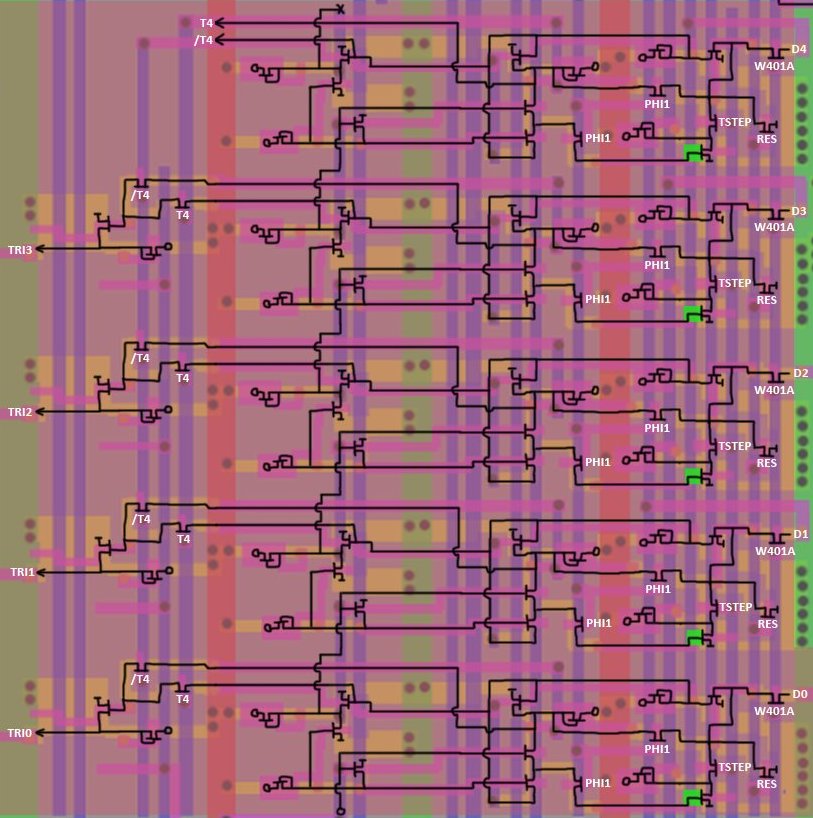 T4
/T4
D4
W401A
PHI1
TSTEP
PHI1
RES
/T4
T4
D3
W401A
TRI3
PHI1
TSTEP
PHI1
RES
/T4
T4
D2
W401A
TRI2
PHI1
TSTEP
PHI1
RES
/T4
T4
D1
W401A
TRI1
PHI1
TSTEP
PHI1
RES
/T4
T4
D0
W401A
TRI0
PHI1
TSTEP
PHI1
RES